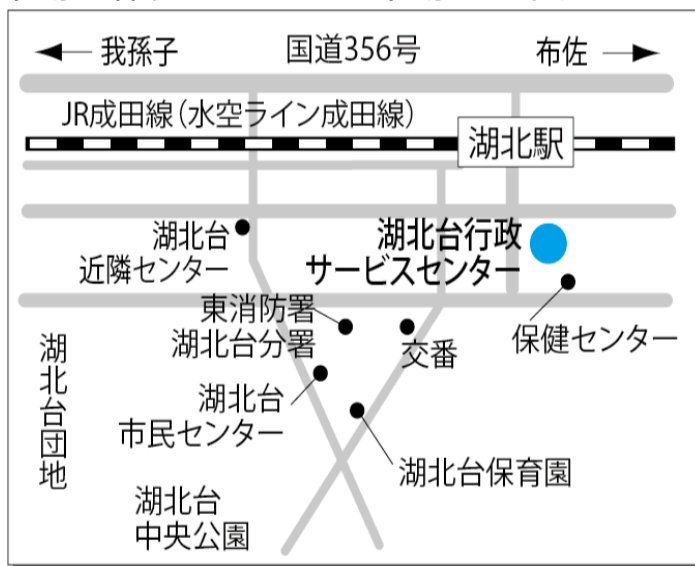 我孫子
国道356号
布佐
JR成田線（水空ライン成田線）
湖北駅
湖北台
近隣センター
湖北台行政
サービスセンター
東消防署
湖北台分署
交番
保健センター
湖北台団地
湖北台
市民センター
湖北台保育園
湖北台
中央公園